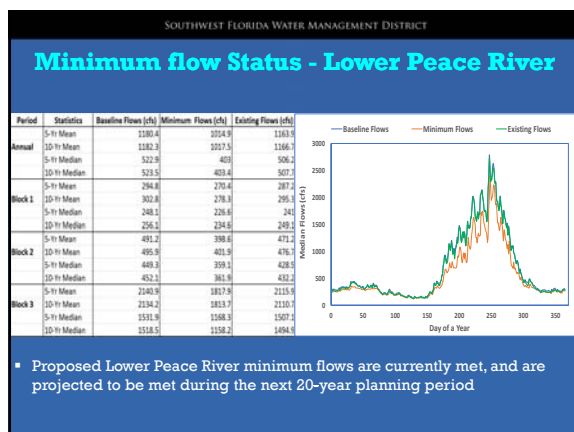 SOUTHWEST FLORIDA WATER MANAGEMENT DISTRICT
Minimum flow Status - Lower Peace River
Period Statistics Baseline Flows (cfs) Minimum Flows (cfs) Existing Flows (cfs)
5-Yr Mean 1180.4 1014.9 1163.9
Annual 10-Yr Mean 1182.3 1017.5 1166.7
5-Yr Median 522.9 403 506.2
10-Yr Median 523.5 403.4 507.7
5-Yr Mean 294.8 270.4 287.2
Block 1 10-Yr Mean 302.8 278.3 295.3
5-Yr Median 248.1 226.6 241
10-Yr Median 256.1 234.6 249.1
5-Yr Mean 491.2 398.6 471.2
Block 2 10-Yr Mean 495.9 401.9 476.7
5-Yr Median 449.3 359.1 428.5
10-Yr Median 452.1 361.9 432.2
5-Yr Mean 2140.9 1817.9 2115.9
Block 3 10-Yr Mean 2134.2 1813.7 2110.7
5-Yr Median 1531.9 1168.3 1507.1
10-Yr Median 1518.5 1158.2 1494.9
Baseline Flows Minimum Flows Existing Flows
Median Flows (cfs)
3000
2500
2000
1500
1000
500
0
0 50 100 150 200 250 300 350
Day of a Year
▪ Proposed Lower Peace River minimum flows are currently met, and are
projected to be met during the next 20-year planning period